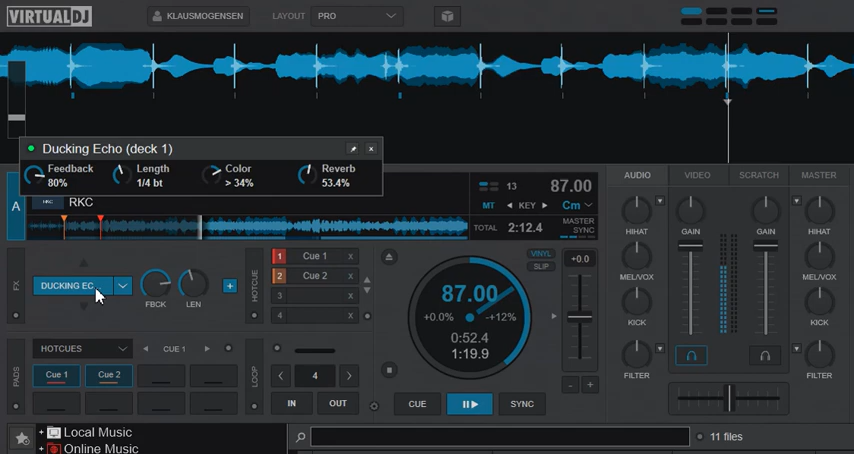 VIRTUALDJ
KLAUSMOGENSEN
LAYOUT
PRO
Ducking Echo (deck 1)
x
Feedback
80%
Length
1/4 bt
Color
> 34%
Reverb
53.4%
A
RKC
13
87.00
MT
KEY
Cm
TOTAL
2:12.4
MASTER
SYNC
FX
DUCKING EC...
FBCK
LEN
+
HOTCUE
1
Cue 1
x
2
Cue 2
x
3
x
4
x
VINYL
SLIP
+0.0
87.00
+0.0%
-+12%
0:52.4
1:19.9
-
+
PADS
HOTCUES
CUE 1
Cue 1
Cue 2
LOOP
4
IN
OUT
CUE
SYNC
AUDIO
VIDEO
SCRATCH
MASTER
HIHAT
GAIN
GAIN
HIHAT
MEL/VOX
MEL/VOX
KICK
KICK
FILTER
FILTER
+ Local Music
+ Online Music
11 files